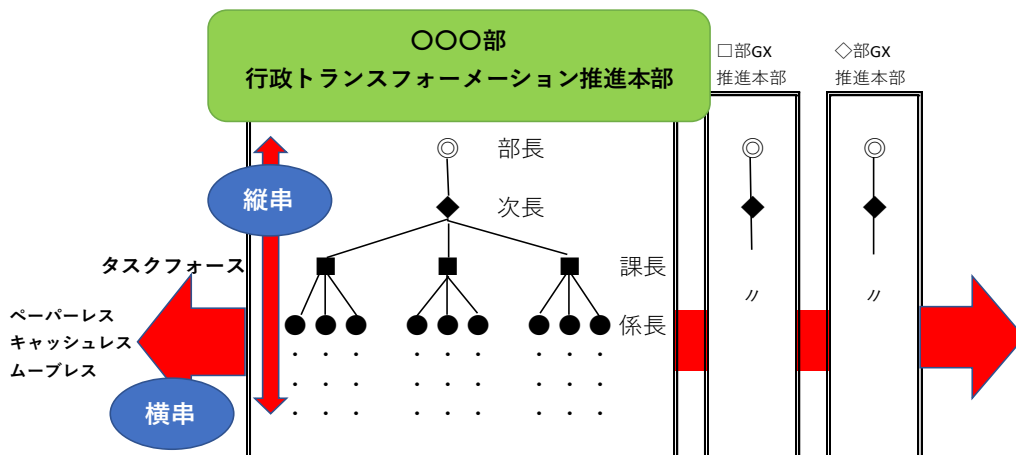 〇〇〇部
行政トランスフォーメーション推進本部
□部GX
推進本部
◇部GX
推進本部
部長
縦串
次長
タスクフォース
課長
〃
〃
ペーパーレス
キャッシュレス
ムーブレス
係長
横串